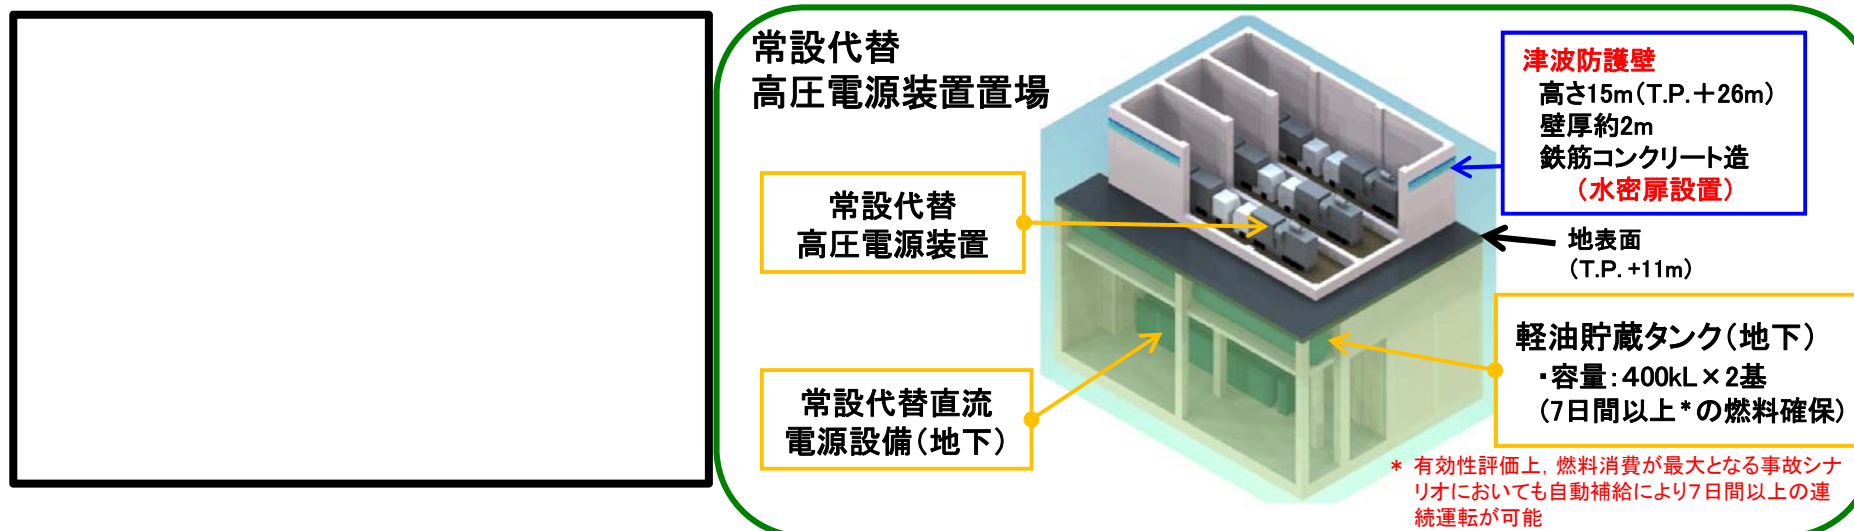 常設代替
高圧電源装置置場
津波防護壁
高さ15m(T.P.+26m)
壁厚約2m
鉄筋コンクリート造
(水密扉設置)
常設代替
高圧電源装置
地表面
(T.P.+11m)
軽油貯蔵タンク(地下)
・容量:400kL×2基
(7日間以上*の燃料確保)
常設代替直流
電源設備(地下)
* 有効性評価上,燃料消費が最大となる事故シナ
リオにおいても自動補給により7日間以上の連
続運転が可能